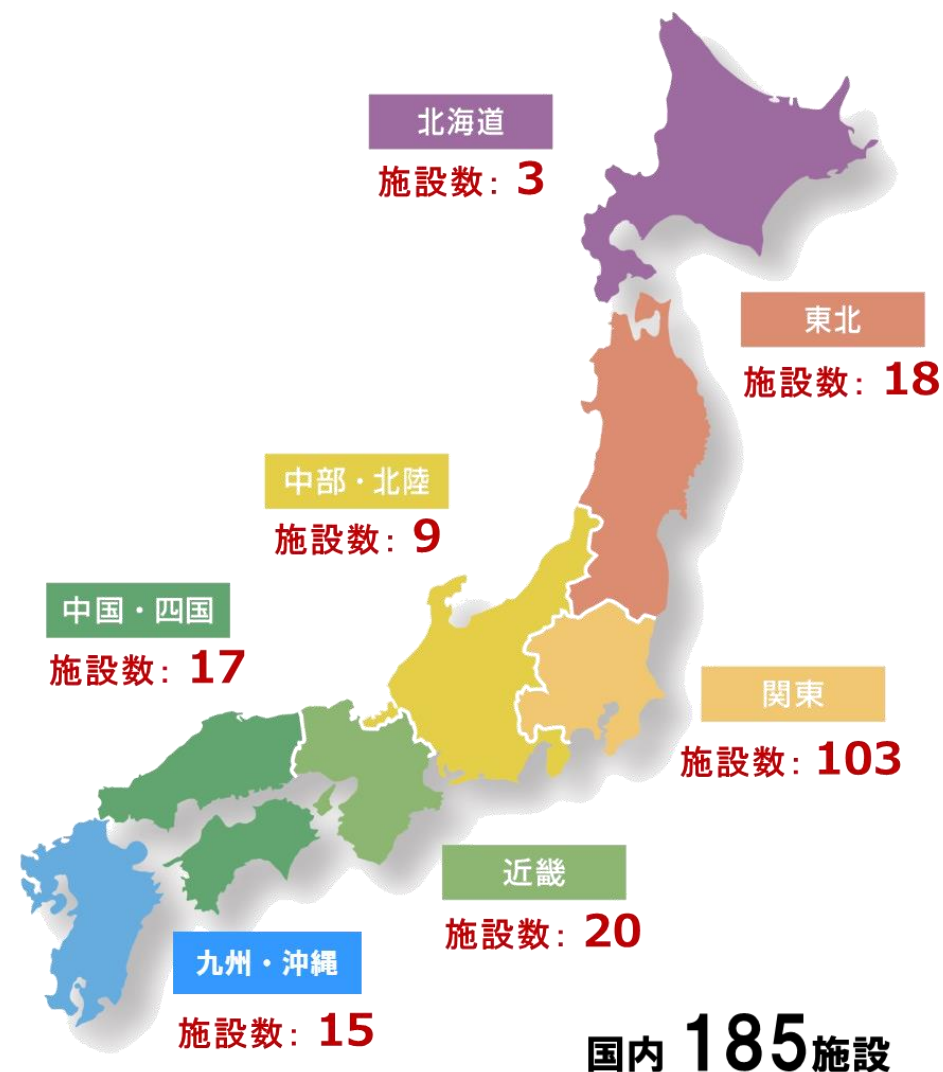 北海道
施設数: 3
東北
施設数: 18
中部・北陸
施設数: 9
中国・四国
施設数: 17
関東
施設数: 103
近畿
施設数: 20
九州・沖縄
施設数: 15
国内 185施設